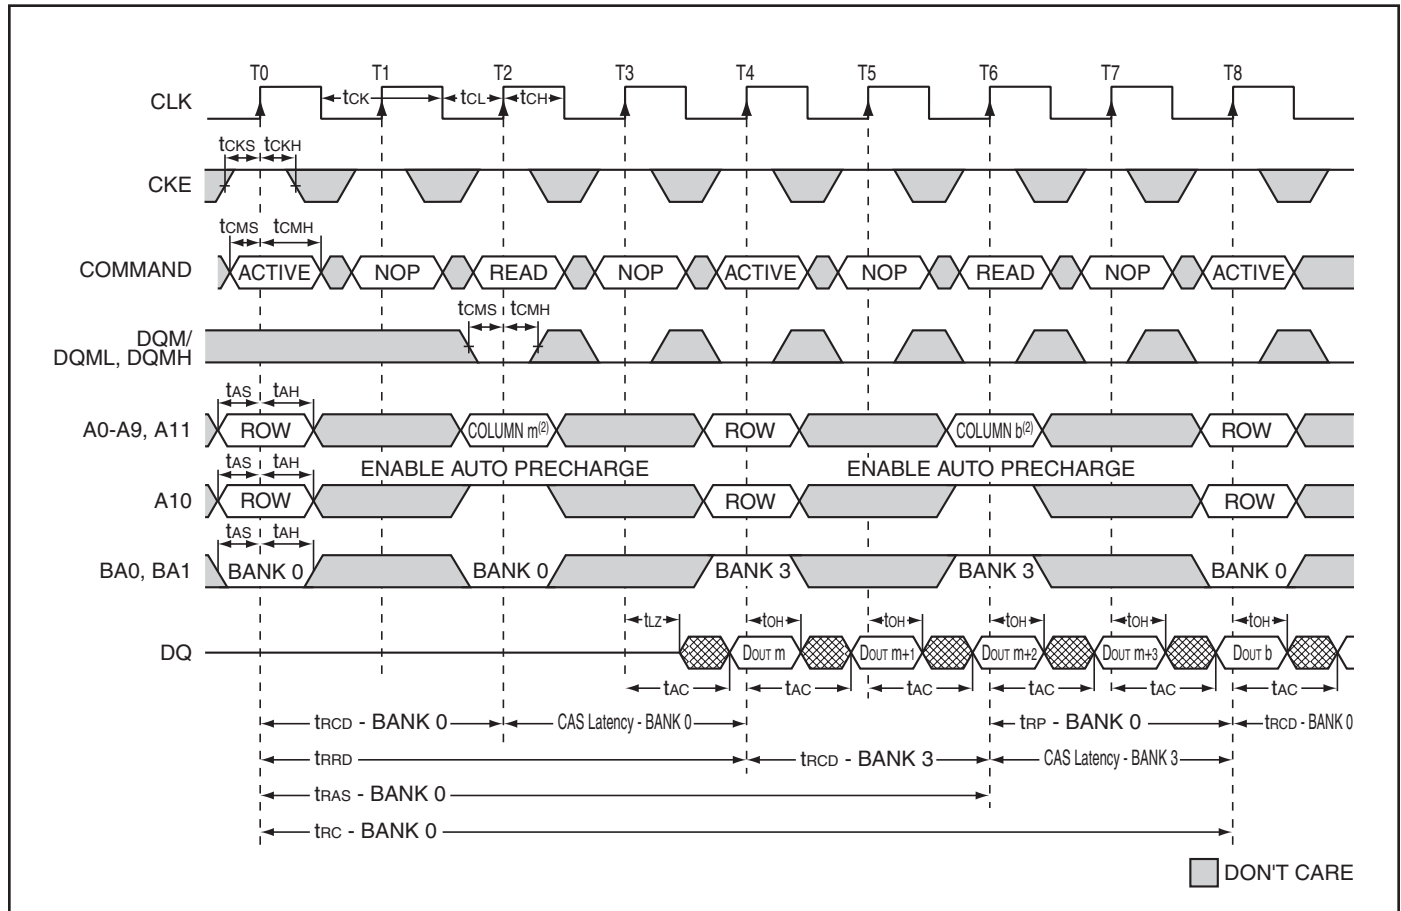 T0 T1 T2 T3 T4 T5 T6 T7 T8
CLK tCK tCL tCH
tCKS tCKH
CKE
tCMS tCMH
COMMAND ACTIVE NOP READ NOP ACTIVE NOP READ NOP ACTIVE
tCMS tCMH
DQM/
DQML, DQMH
tAS tAH
A0-A9, A11 ROW COLUMN m(2) ROW COLUMN b(2) ROW
tAS tAH ENABLE AUTO PRECHARGE ENABLE AUTO PRECHARGE
A10 ROW ROW ROW
tAS tAH
BA0, BA1 BANK 0 BANK 0 BANK 3 BANK 3 BANK 0
tLZ tOH tOH tOH tOH tOH
DQ DOUT m DOUT m+1 DOUT m+2 DOUT m+3 DOUT b
tAC tAC tAC tAC tAC tAC
tRCD - BANK 0 CAS Latency - BANK 0 tRP - BANK 0 tRCD - BANK 0
tRRD tRCD - BANK 3 CAS Latency - BANK 3
tRAS - BANK 0
tRC - BANK 0
DON'T CARE